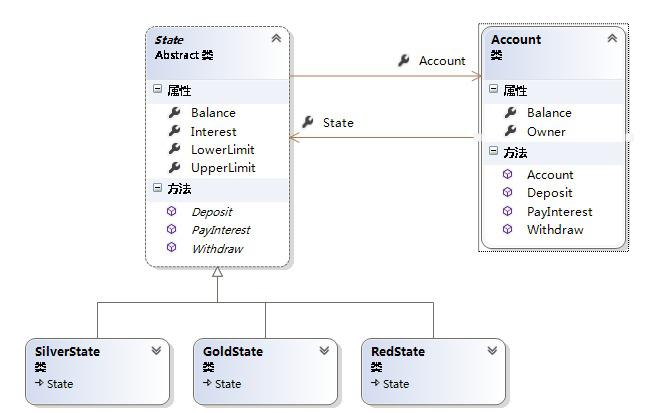 State
Abstract 类
属性
Balance
Interest
LowerLimit
UpperLimit
方法
Deposit
PayInterest
Withdraw
Account
State
Account
类
属性
Balance
Owner
方法
Account
Deposit
PayInterest
Withdraw
SilverState
类
State
GoldState
类
State
RedState
类
State